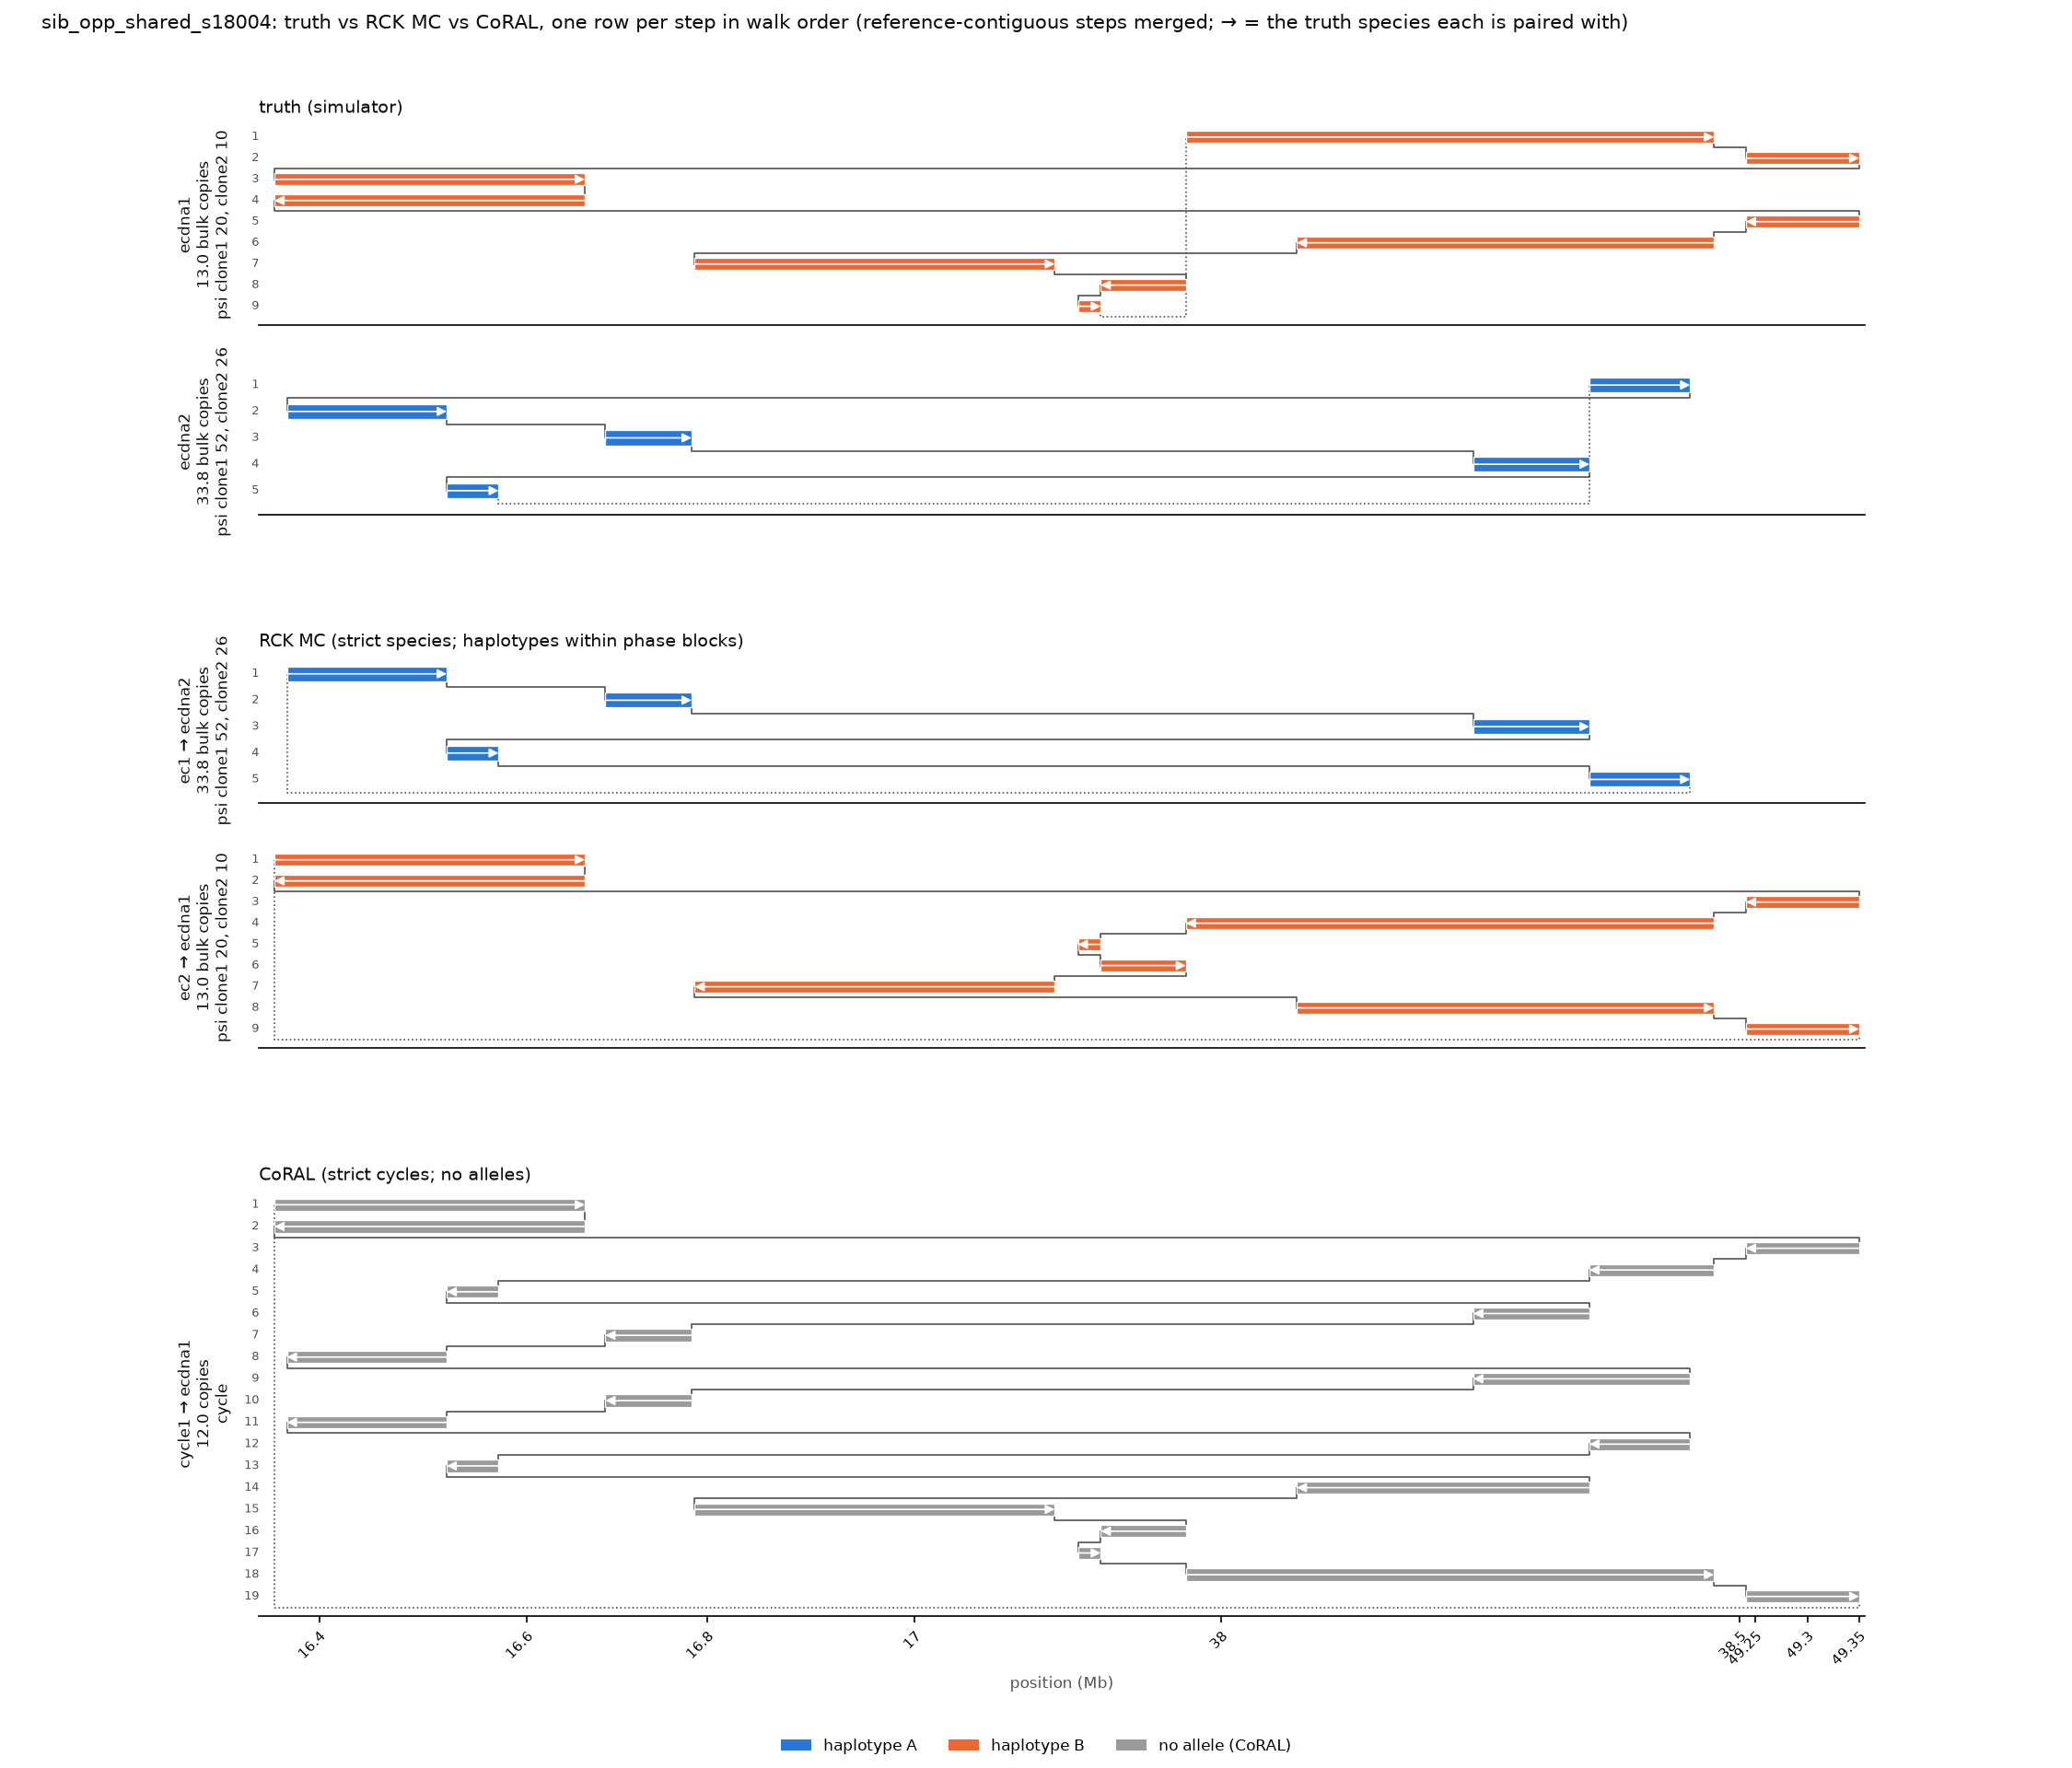 sib_opp_shared_s18004: truth vs RCK MC vs CoRAL, one row per step in walk order (reference-contiguous steps merged; → = the truth species each is paired with)
truth (simulator)
ecdna1
13.0 bulk copies
psi clone1 20, clone2 10
1
2
3
4
5
6
7
8
9
ecdna2
33.8 bulk copies
psi clone1 52, clone2 26
1
2
3
4
5
RCK MC (strict species; haplotypes within phase blocks)
ec1 → ecdna2
33.8 bulk copies
psi clone1 52, clone2 26
1
2
3
4
5
ec2 → ecdna1
13.0 bulk copies
psi clone1 20, clone2 10
1
2
3
4
5
6
7
8
9
CoRAL (strict cycles; no alleles)
cycle1 → ecdna1
12.0 copies
cycle
1
2
3
4
5
6
7
8
9
10
11
12
13
14
15
16
17
18
19
16.4 16.6 16.8 17 38 38.5 49.25 49.3 49.35
position (Mb)
haplotype A haplotype B no allele (CoRAL)